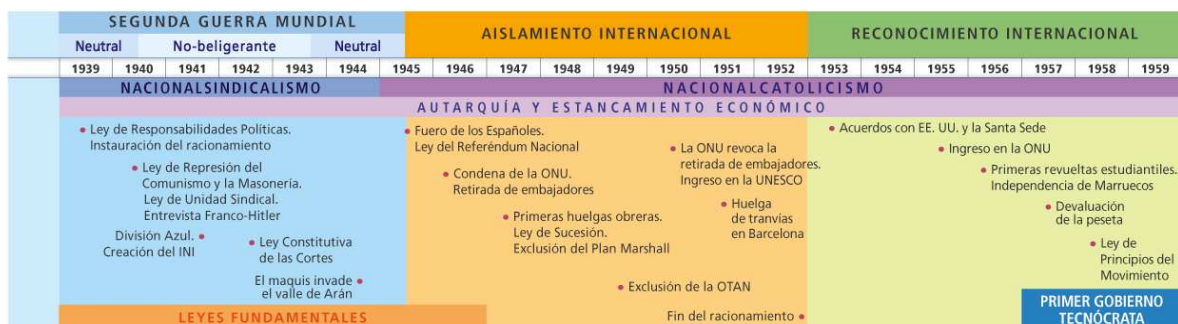 SEGUNDA GUERRA MUNDIAL
AISLAMIENTO INTERNACIONAL
RECONOCIMIENTO INTERNACIONAL
Neutral
No-beligerante
Neutral
1939 1940 1941 1942 1943 1944 1945 1946 1947 1948 1949 1950 1951 1952 1953 1954 1955 1956 1957 1958 1959
NACIONALSINDICALISMO
NACIONALCATOLICISMO
AUTARQUÍA Y ESTANCAMIENTO ECONÓMICO
• Ley de Responsabilidades Políticas.
Instauración del racionamiento
• Ley de Represión del
Comunismo y la Masonería.
Ley de Unidad Sindical.
Entrevista Franco-Hitler
División Azul. •
Creación del INI
• Ley Constitutiva
de las Cortes
El maquis invade •
el valle de Arán
• Fuero de los Españoles.
Ley del Referéndum Nacional
• Condena de la ONU.
Retirada de embajadores
• Primeras huelgas obreras.
Ley de Sucesión.
Exclusión del Plan Marshall
• Exclusión de la OTAN
• La ONU revoca la
retirada de embajadores.
Ingreso en la UNESCO
• Huelga
de tranvías
en Barcelona
Fin del racionamiento •
• Acuerdos con EE. UU. y la Santa Sede
• Ingreso en la ONU
• Primeras revueltas estudiantiles.
Independencia de Marruecos
• Devaluación
de la peseta
• Ley de
Principios del
Movimiento
LEYES FUNDAMENTALES
PRIMER GOBIERNO
TECNÓCRATA